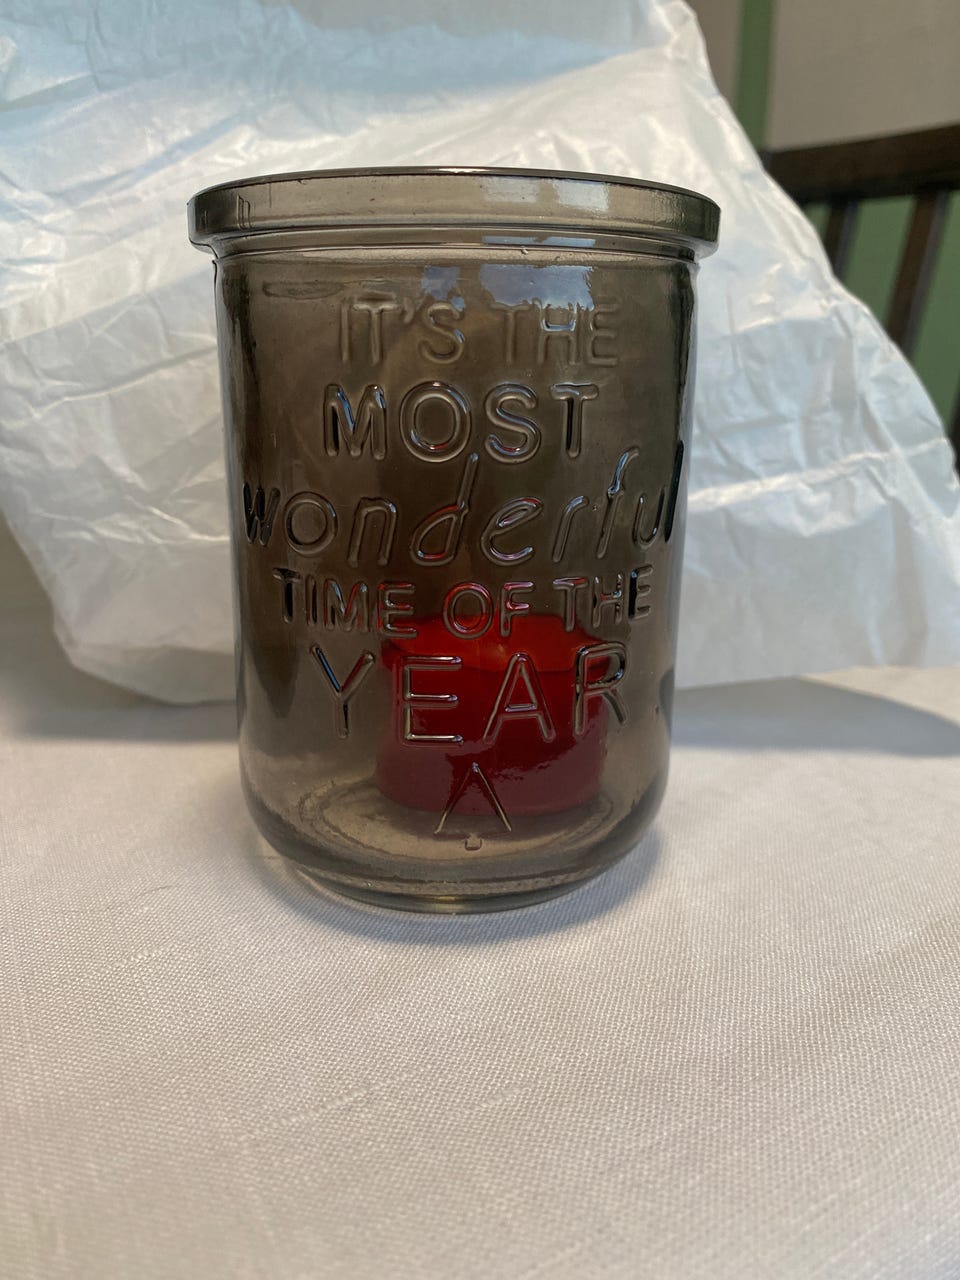 IT'S THE
MOST
wonderful
TIME OF THE
YEAR